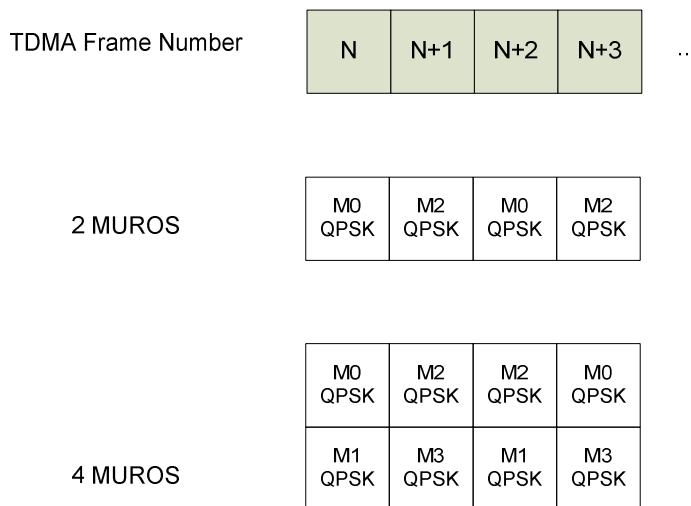 TDMA Frame Number
N N+1 N+2 N+3 ..
2 MUROS
M0 M2 M0 M2
QPSK QPSK QPSK QPSK
M0 M2 M2 M0
QPSK QPSK QPSK QPSK
4 MUROS
M1 M3 M1 M3
QPSK QPSK QPSK QPSK